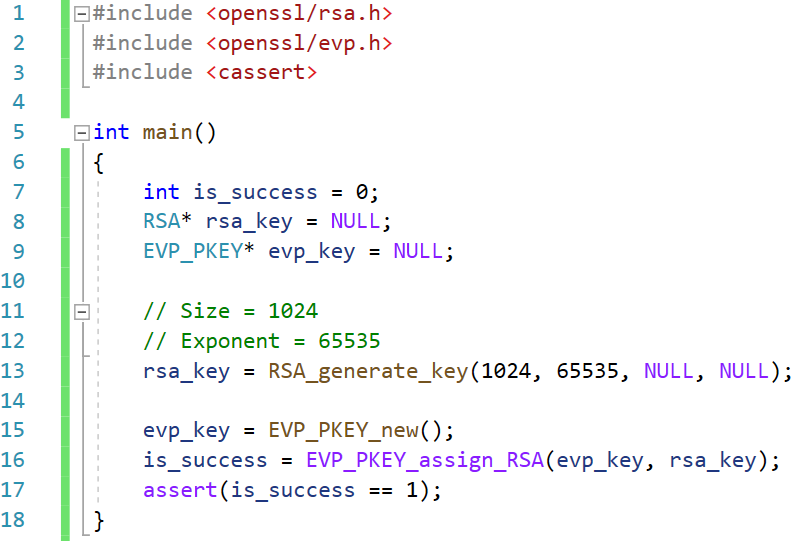 1 #include <openssl/rsa.h>
2 #include <openssl/evp.h>
3 #include <cassert>
4
5 int main()
6 {
7     int is_success = 0;
8     RSA* rsa_key = NULL;
9     EVP_PKEY* evp_key = NULL;
10
11     // Size = 1024
12     // Exponent = 65535
13     rsa_key = RSA_generate_key(1024, 65535, NULL, NULL);
14
15     evp_key = EVP_PKEY_new();
16     is_success = EVP_PKEY_assign_RSA(evp_key, rsa_key);
17     assert(is_success == 1);
18 }